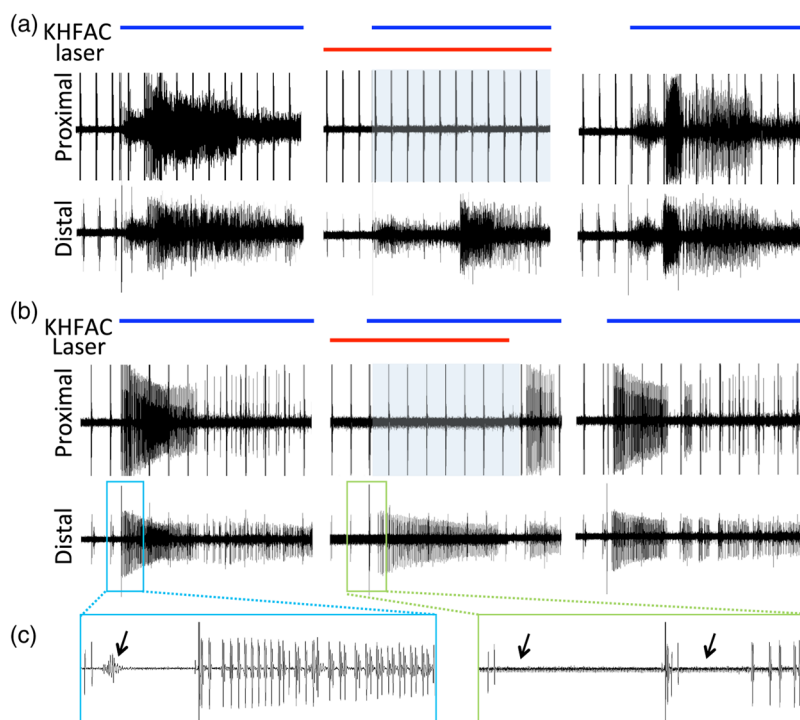 (a)
KHFAC
laser
Proximal
Distal
(b)
KHFAC
Laser
Proximal
Distal
(c)